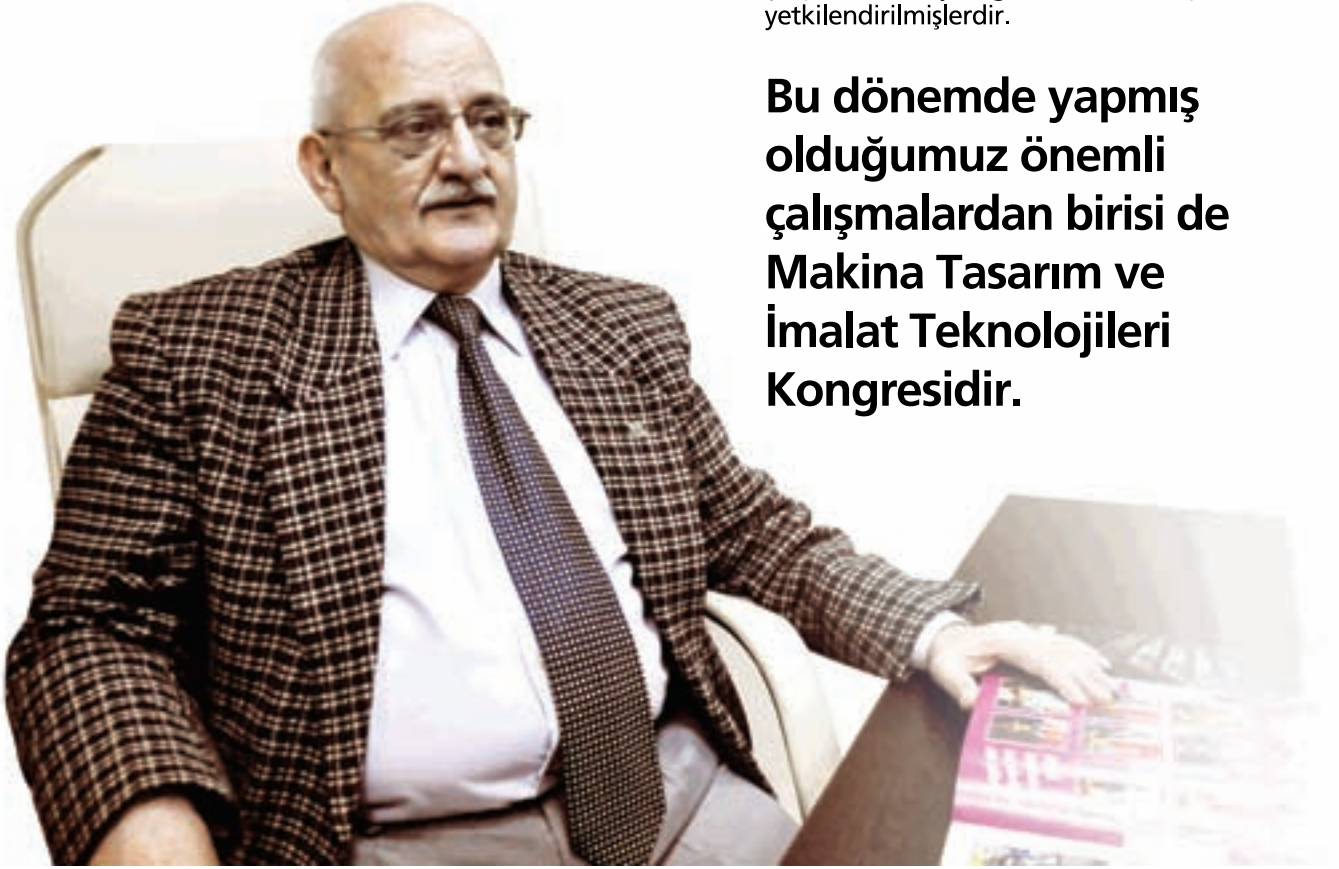 yetkilendirilmişlerdir.
Bu dönemde yapmış
olduğumuz önemli
çalışmalardan birisi de
Makina Tasarım ve
İmalat Teknolojileri
Kongresidir.